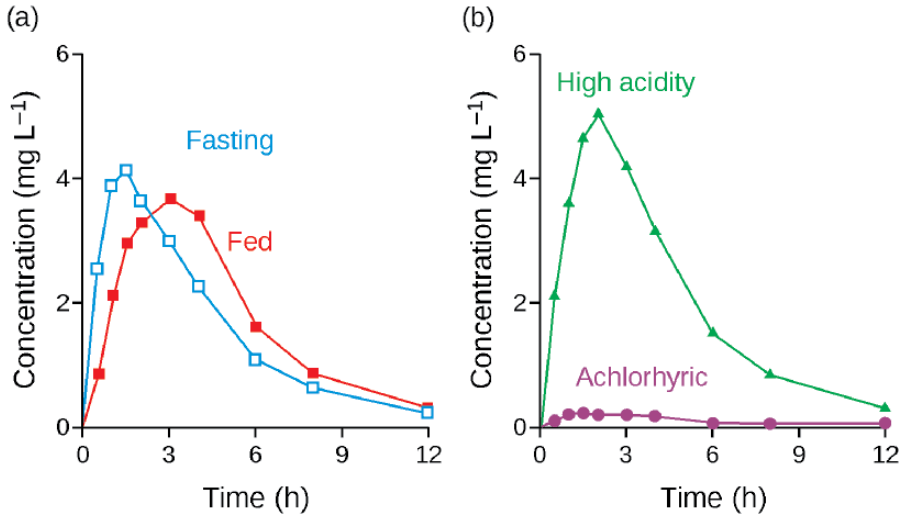 (a)
6
4
2
0
Concentration (mg L⁻¹)
Fasting
Fed
0 3 6 9 12
Time (h)
(b)
6
4
2
0
Concentration (mg L⁻¹)
High acidity
Achlorhyric
0 3 6 9 12
Time (h)